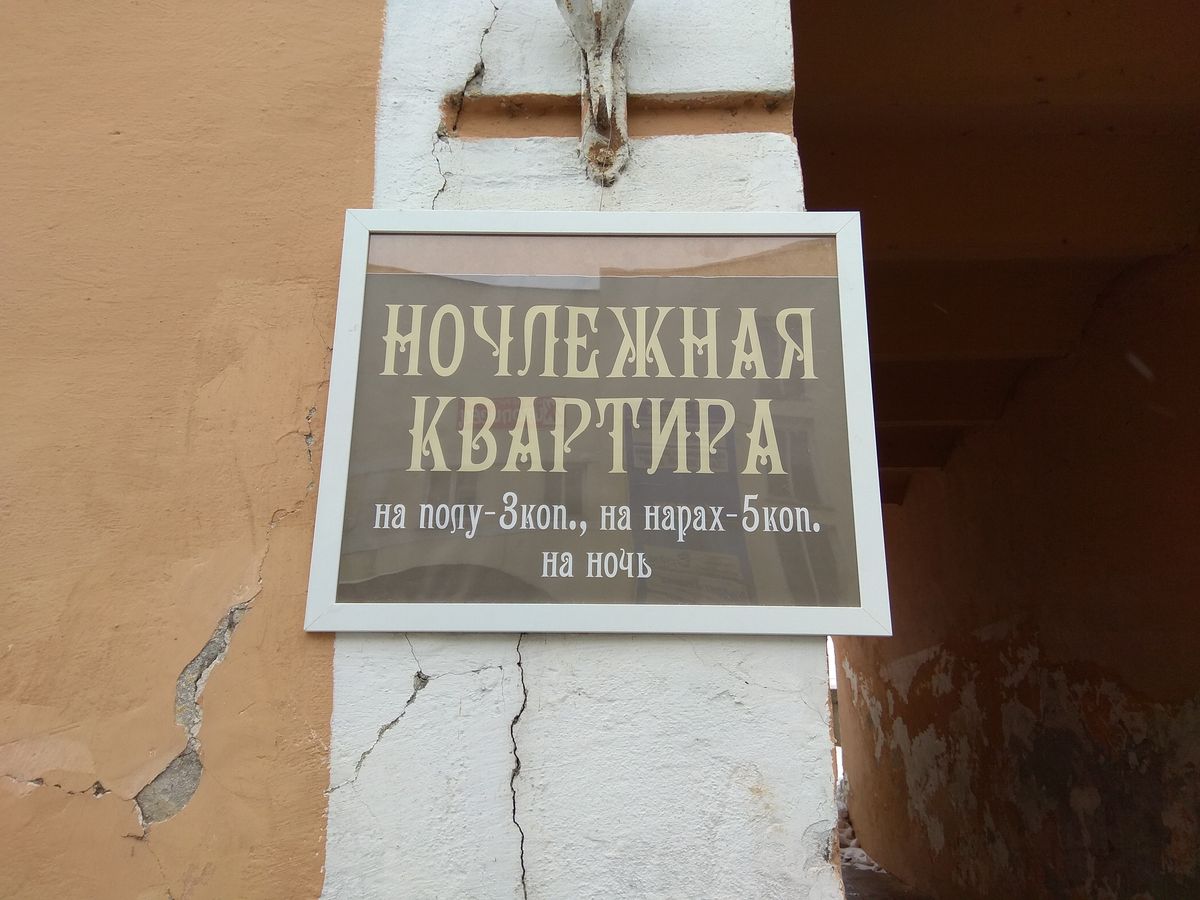 НОЧЛЕЖНАЯ
КВАРТИРА
на полу-3коп., на нарах-5коп.
на ночь